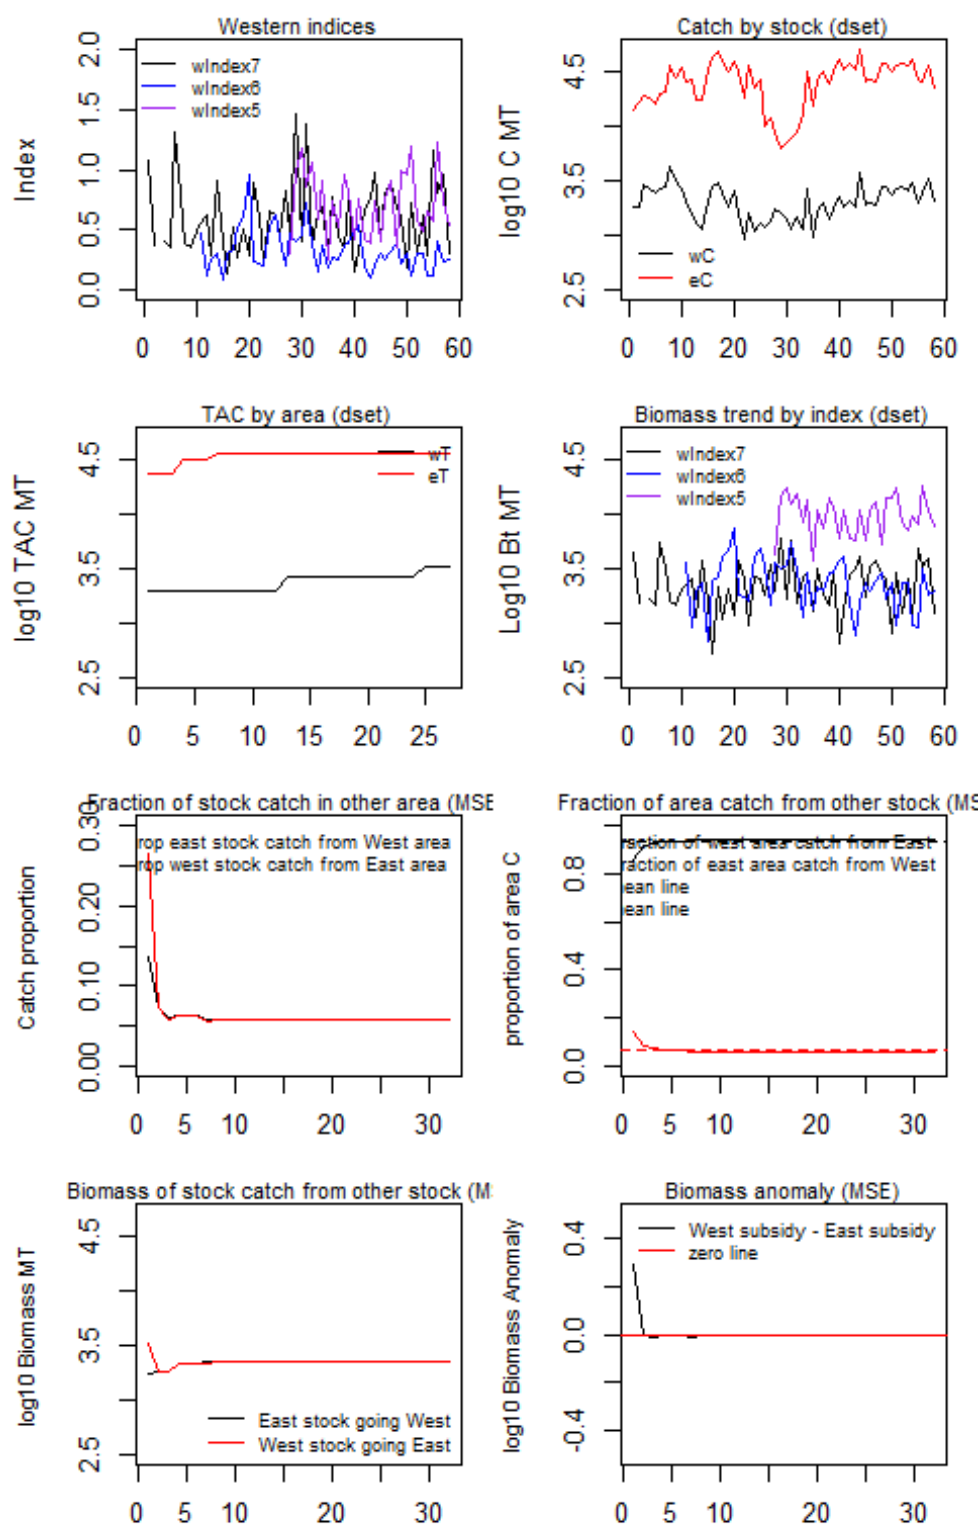 Western indices
2.0
1.5
1.0
0.5
0.0
Index
wIndex7
wIndex6
wIndex5
0 10 20 30 40 50 60
Catch by stock (dset)
4.5
3.5
2.5
log10 C MT
wC
eC
0 10 20 30 40 50 60
TAC by area (dset)
4.5
3.5
2.5
log10 TAC MT
wT
eT
0 5 10 15 20 25
Biomass trend by index (dset)
4.5
3.5
2.5
Log10 Bt MT
wIndex7
wIndex6
wIndex5
0 10 20 30 40 50 60
Fraction of stock catch in other area (MSE
0.30
0.20
0.10
0.00
Catch proportion
rop east stock catch from West area
rop west stock catch from East area
0 5 10 20 30
Fraction of area catch from other stock (MS
0.8
0.4
0.0
proportion of area C
raction of west area catch from East
raction of east area catch from West
ean line
ean line
0 5 10 20 30
Biomass of stock catch from other stock (M
4.5
3.5
2.5
log10 Biomass MT
East stock going West
West stock going East
0 5 10 20 30
Biomass anomaly (MSE)
0.4
0.0
-0.4
log10 Biomass Anomaly
West subsidy - East subsidy
zero line
0 5 10 20 30